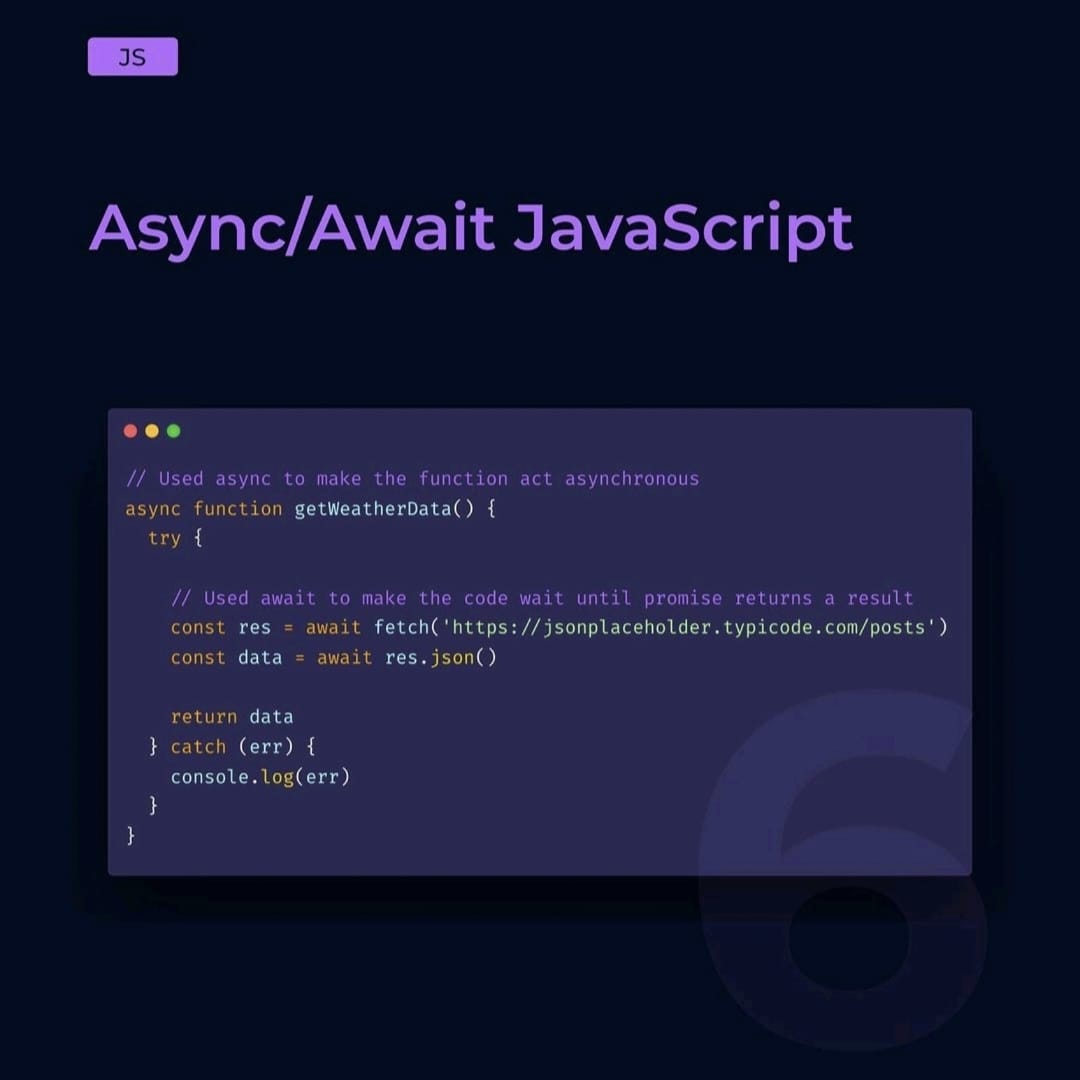 JS
Async/Await JavaScript
// Used async to make the function act asynchronous
async function getWeatherData() {
  try {

    // Used await to make the code wait until promise returns a result
    const res = await fetch('https://jsonplaceholder.typicode.com/posts')
    const data = await res.json()

    return data
  } catch (err) {
    console.log(err)
  }
}
6